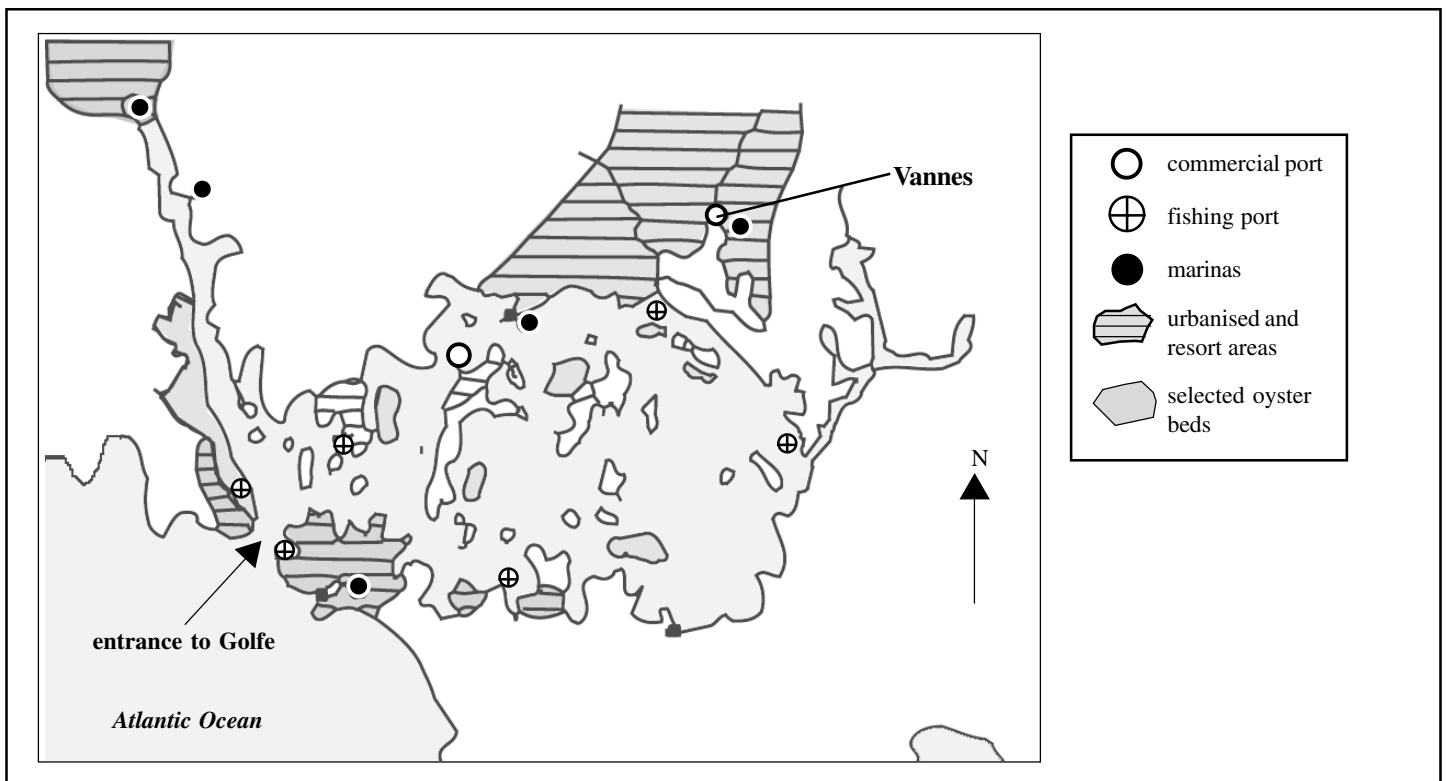 Vannes
entrance to Golfe
Atlantic Ocean
N
commercial port
fishing port
marinas
urbanised and
resort areas
selected oyster
beds